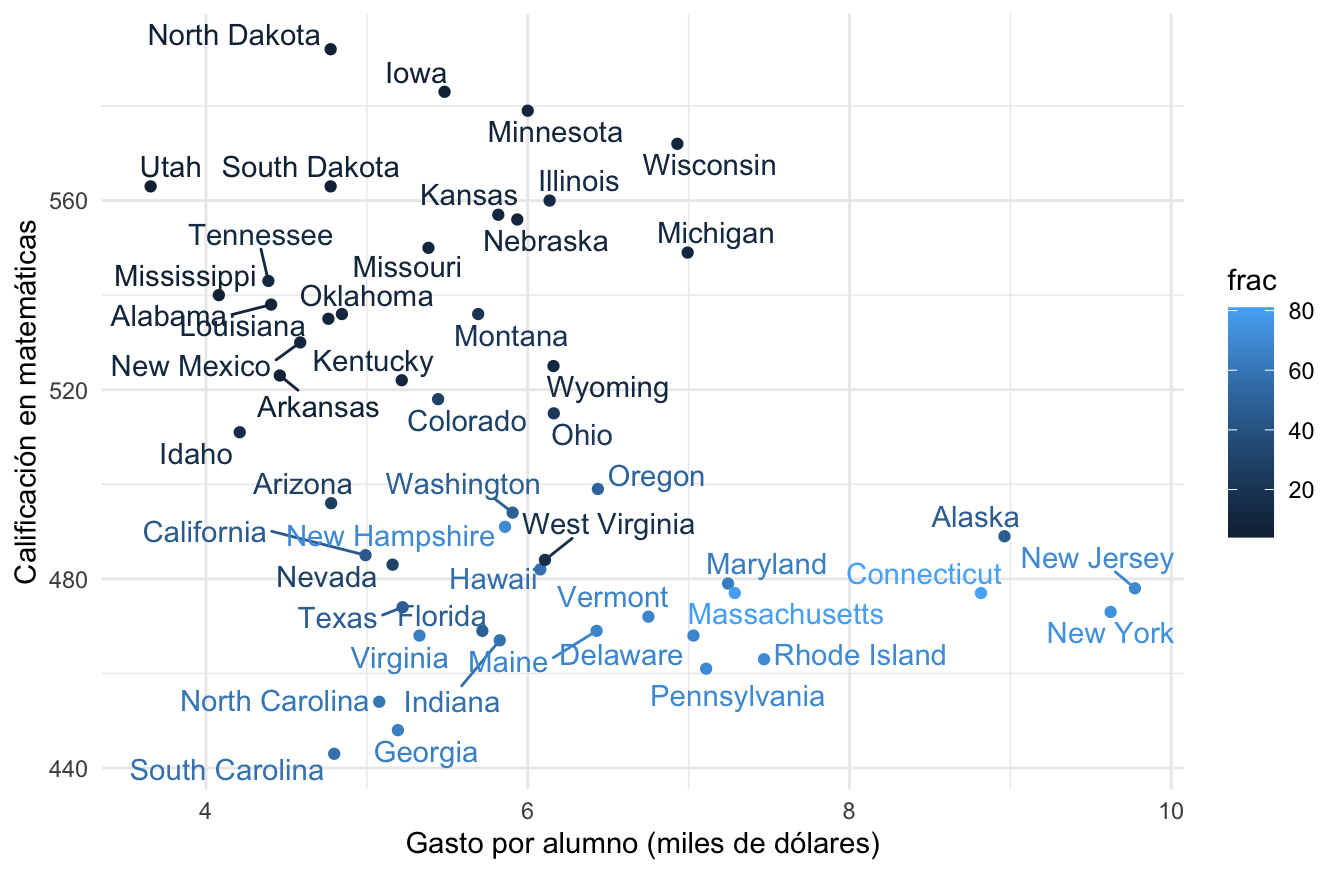 North Dakota
Iowa
Minnesota
Wisconsin
Utah
South Dakota
Kansas
Illinois
Nebraska
Michigan
Tennessee
Missouri
Mississippi
Oklahoma
Alabama
Louisiana
Montana
New Mexico
Kentucky
Wyoming
Arkansas
Colorado
Ohio
Idaho
Arizona
Washington
Oregon
California
New Hampshire
West Virginia
Alaska
Nevada
Hawaii
Maryland
Connecticut
New Jersey
Texas
Florida
Vermont
Massachusetts
New York
Virginia
Maine
Delaware
Rhode Island
North Carolina
Indiana
Pennsylvania
Georgia
South Carolina
560
520
480
440
4
6
8
10
Calificación en matemáticas
Gasto por alumno (miles de dólares)
frac
80
60
40
20